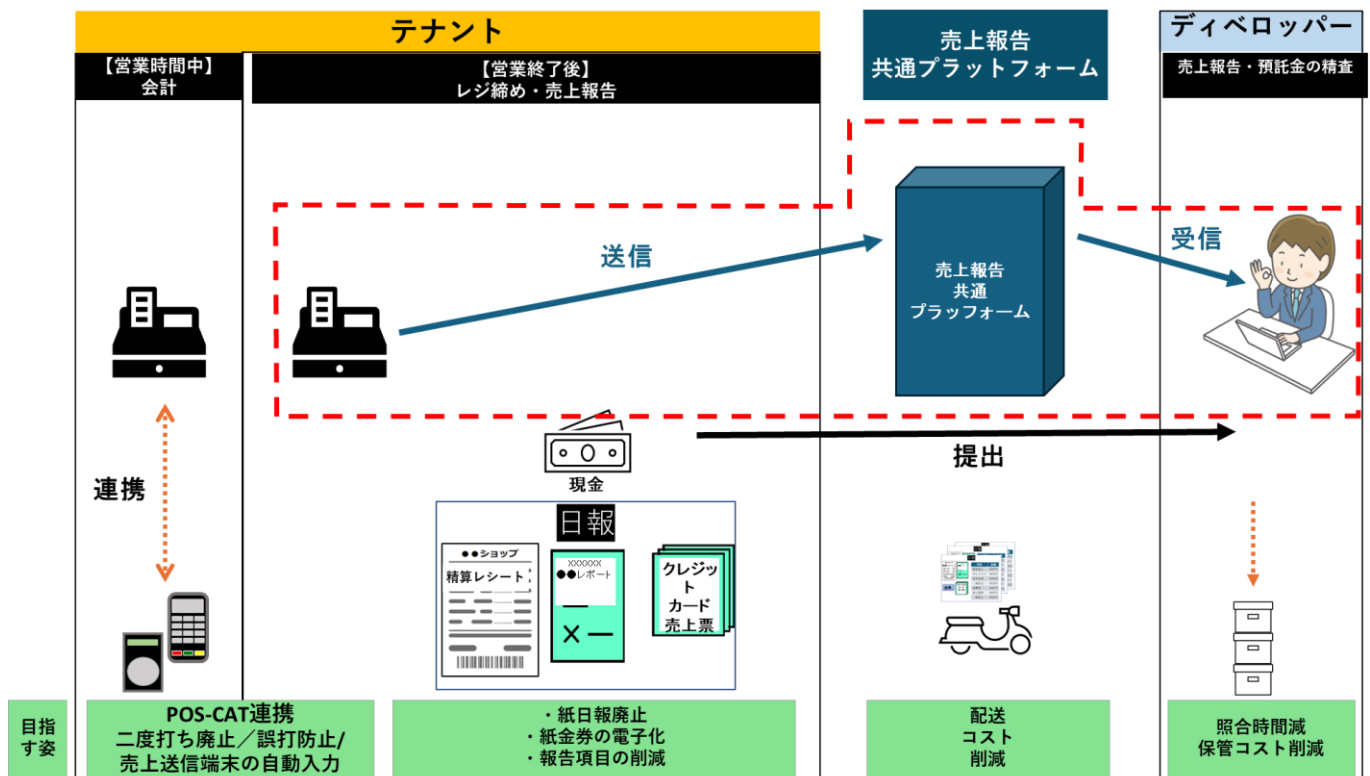 テナント
売上報告
共通プラットフォーム
ディベロッパー
【営業時間中】
会計
【営業終了後】
レジ締め・売上報告
売上報告・預託金の精査
送信
受信
売上報告
共通
プラッフォーム
連携
現金
提出
日報
●●ショップ
精算レシート
XXXXXX
●●レポート
クレジッ
ト
カード
売上票
目指
す姿
POS-CAT連携
二度打ち廃止／誤打防止/
売上送信端末の自動入力
・紙日報廃止
・紙金券の電子化
・報告項目の削減
配送
コスト
削減
照合時間減
保管コスト削減